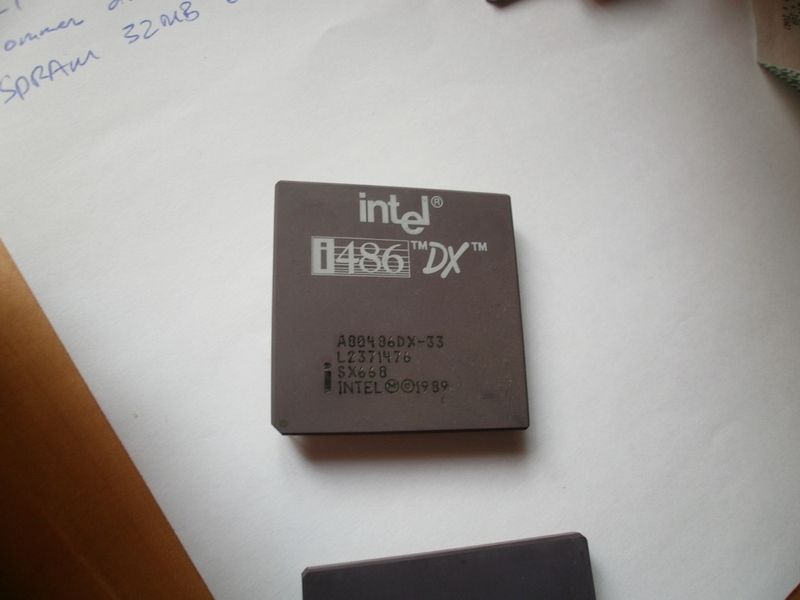 SDRAM 32MB
intel®
i486™ DX™
A80486DX-33
L2371476
SX668
i INTEL Ⓜ©1989